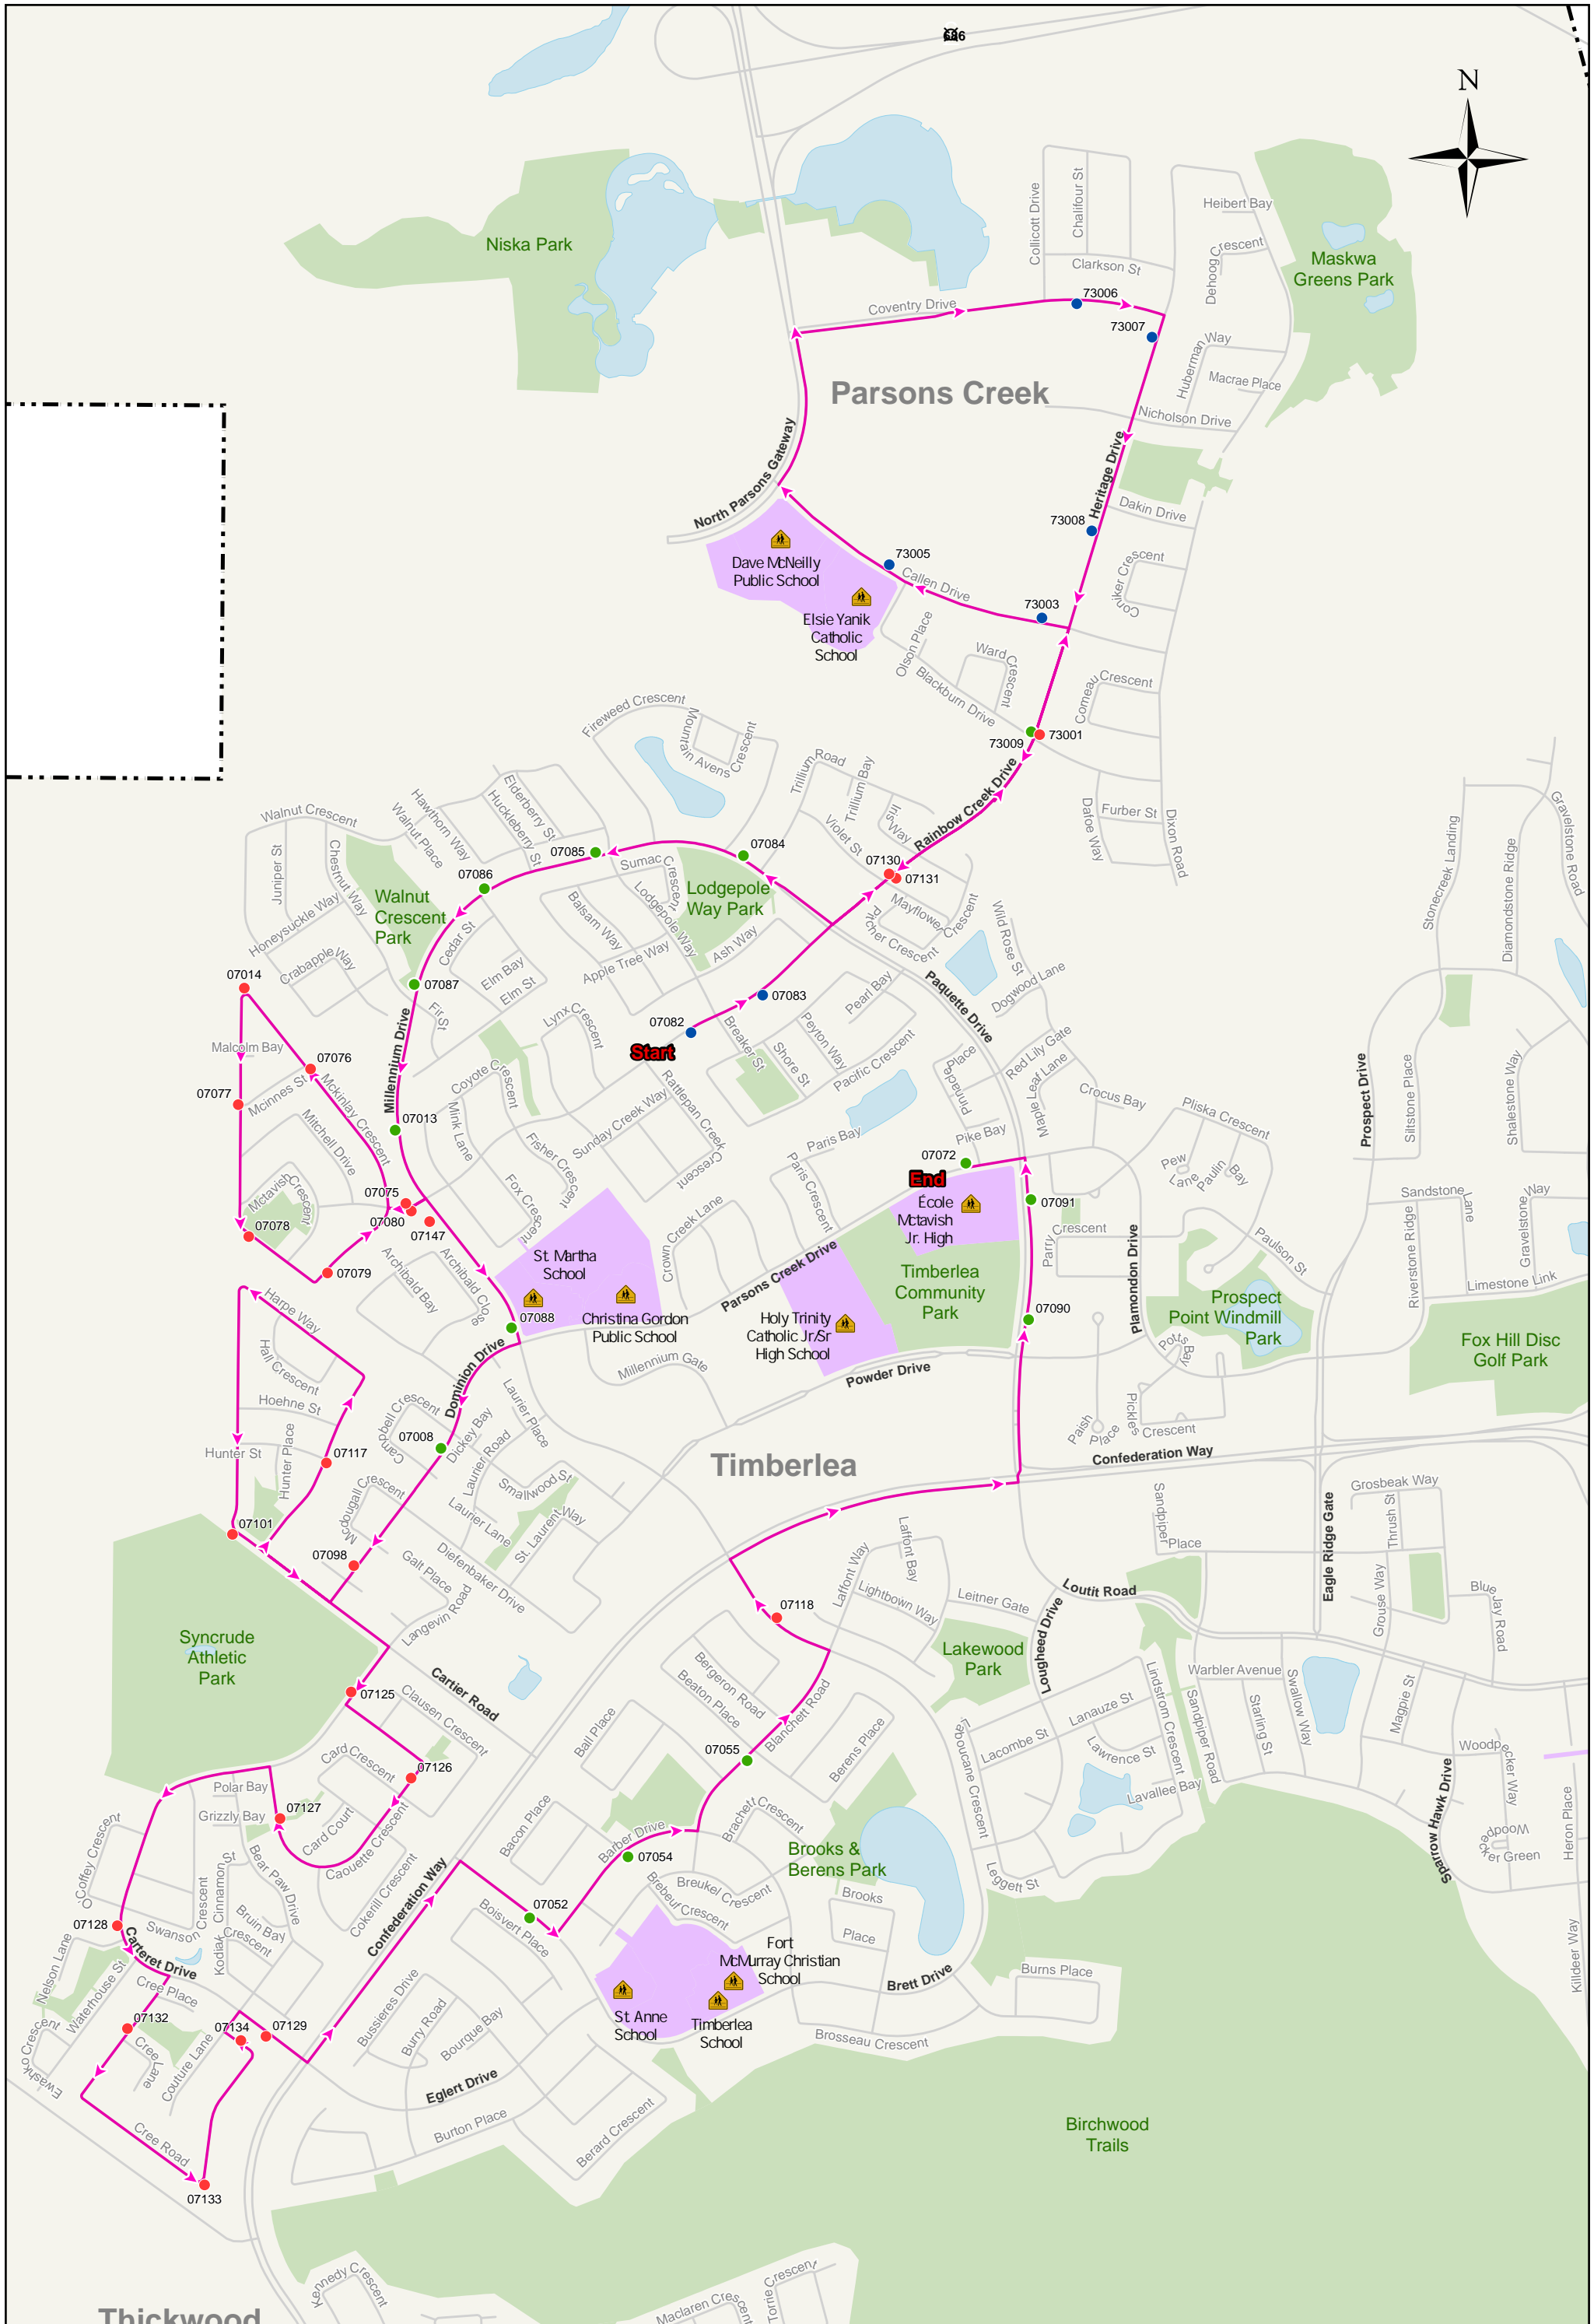 N
Heibert Bay
Collicott Drive
Chalifour St
Clarkson St
Dehoog Crescent
Niska Park
Maskwa
Greens Park
Coventry Drive
73006
73007
Huberman Way
Macrae Place
Parsons Creek
Nicholson Drive
North Parsons Gateway
Heritage Drive
Dakin Drive
73008
Dave McNeilly
Public School
73005
Callen Drive
Elsie Yanik
Catholic
School
73003
Olson Place
Ward Crescent
Blackburn Drive
Comeau Crescent
73009
73001
Fireweed Crescent
Mountain Avens Crescent
Trillium Road
Trillium Bay
Violet St
Rainbow Creek Drive
Dafoe Way
Furber St
Dixon Road
Gravelstone Road
Stonecreek Landing
Diamondstone Ridge
Walnut Crescent
Walnut Place
Hawthorn Way
Huckleberry St
Elderberry St
Juniper St
Chestnut Way
07085
07084
Sumac Crescent
07130
07131
07086
Walnut
Crescent
Park
Lodgepole
Way Park
Lodgepole Way
Balsam Way
Mayflower Crescent
Pitcher Crescent
Wild Rose St
Honeysuckle Way
Crabapple Way
Cedar St
Elm Bay
Elm St
Apple Tree Way
Ash Way
07014
07087
Fir St
Lynx Crescent
07082
07083
Pearl Bay
Paquette Drive
Dogwood Lane
Start
Breaker St
Shore St
Peyton Way
Pacific Crescent
Malcolm Bay
07076
Millennium Drive
07077
Mcinnes St
Mckinlay Crescent
Mitchell Drive
Coyote Crescent
Mink Lane
07013
Rattlepan Creek Crescent
Sunday Creek Way
Fisher Crescent
Fox Crescent
Pinnacle Place
Red Lily Gate
Maple Leaf Lane
Crocus Bay
Pliska Crescent
Pike Bay
Paris Bay
Paris Crescent
07072
End
École
Mctavish
Jr. High
07091
Pew Lane
Paulin Bay
Prospect Drive
Siltstone Place
Shalestone Way
Mctavish Crescent
07075
07080
07147
07078
07079
Archibald Bay
Archibald Close
St. Martha
School
Christina Gordon
Public School
Crown Creek Lane
Parsons Creek Drive
Timberlea
Community
Park
Parry Crescent
Plamondon Drive
Paulson St
Sandstone Lane
Riverstone Ridge
Gravelstone Way
Limestone Link
07088
Holy Trinity
Catholic Jr/Sr
High School
07090
Prospect
Point Windmill
Park
Potts Bay
Fox Hill Disc
Golf Park
Harpe Way
Hall Crescent
Hoehne St
Dominion Drive
Millennium Gate
Powder Drive
Campbell Crescent
07008
Dickey Bay
Laurier Place
Laurier Road
Hunter St
Hunter Place
07117
Timberlea
Paish Place
Pickles Crescent
Confederation Way
Mcdougall Crescent
Laurier Lane
Smallwood St
St. Laurent Way
07101
07098
Galt Place
Diefenbaker Drive
Langevin Road
Sandpiper Place
Eagle Ridge Gate
Grosbeak Way
Thrush St
Grouse Way
Blue Jay Road
Laffont Way
Laffont Bay
Lightbown Way
Leitner Gate
Loutit Road
07118
Syncrude
Athletic
Park
Lakewood
Park
Lougheed Drive
07125
Cartier Road
Clausen Crescent
Bergeron Road
Beaton Place
Blanchett Road
Warbler Avenue
Sandpiper Road
Starling St
Swallow Way
Magpie St
Lindstrom Crescent
Lanauze St
Lacombe St
Laboucane Crescent
Lawrence St
Lavallee Bay
Ball Place
07055
Berens Place
Woodpecker Way
Card Crescent
07126
Polar Bay
Grizzly Bay
07127
Card Court
Caouette Crescent
Bacon Place
Barber Drive
Brachett Crescent
07054
Brooks &
Berens Park
Sparrow Hawk Drive
Woodpecker Green
Heron Place
O'Coffey Crescent
Bear Paw Drive
Cinnamon St
Cokerill Crescent
Confederation Way
Breukel Crescent
Brebeuf Crescent
Leggett St
Brooks Place
07128
Swanson Crescent
Bruin Bay
Kodiak Crescent
07052
Boisvert Place
Carteret Drive
Nelson Lane
Waterhouse St
Cree Place
Fort
McMurray Christian
School
Brett Drive
Burns Place
Killdeer Way
07132
07134
07129
Bussieres Drive
Burry Road
Bourque Bay
St. Anne
School
Timberlea
School
Brosseau Crescent
Ewashko Crescent
Cree Lane
Couture Lane
Eglert Drive
Burton Place
Berard Crescent
Birchwood
Trails
Cree Road
07133
Kennedy Crescent
Maclaren Crescent
Torrie Crescent
Thickwood